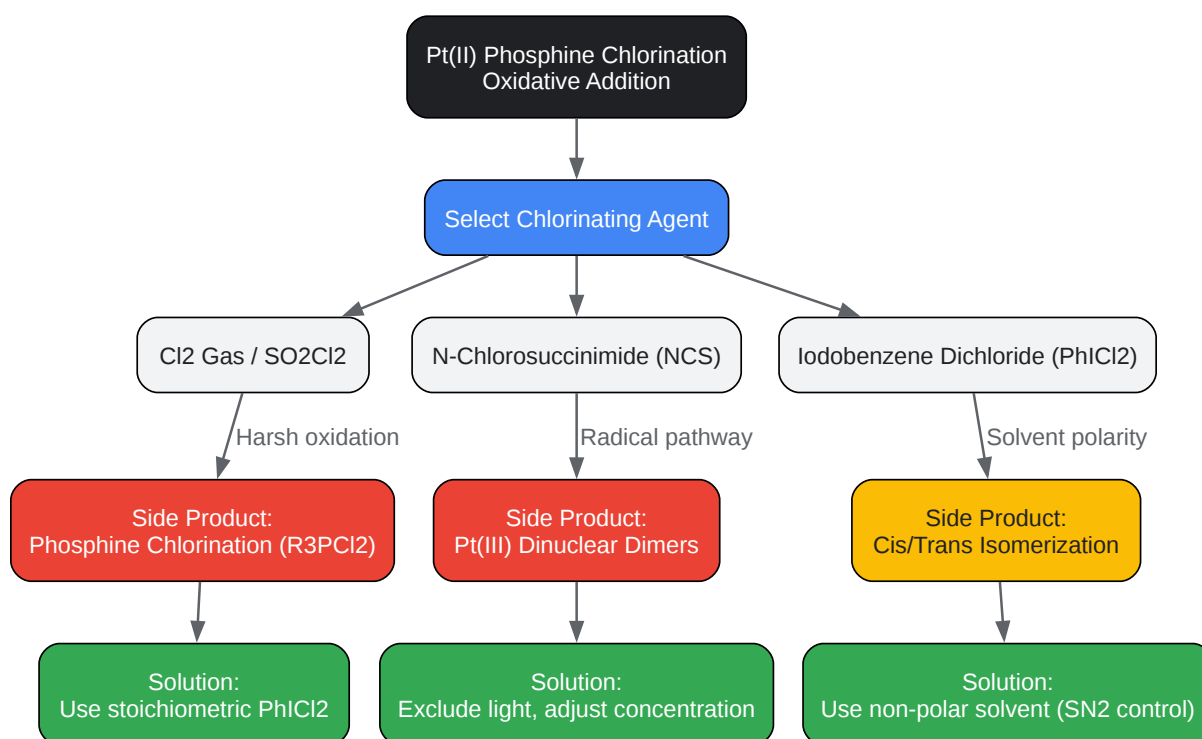 Pt(II) Phosphine Chlorination
Oxidative Addition
Select Chlorinating Agent
Cl2 Gas / SO2Cl2
N-Chlorosuccinimide (NCS)
Iodobenzene Dichloride (PhICl2)
Harsh oxidation
Radical pathway
Solvent polarity
Side Product:
Phosphine Chlorination (R3PCl2)
Side Product:
Pt(III) Dinuclear Dimers
Side Product:
Cis/Trans Isomerization
Solution:
Use stoichiometric PhICl2
Solution:
Exclude light, adjust concentration
Solution:
Use non-polar solvent (SN2 control)